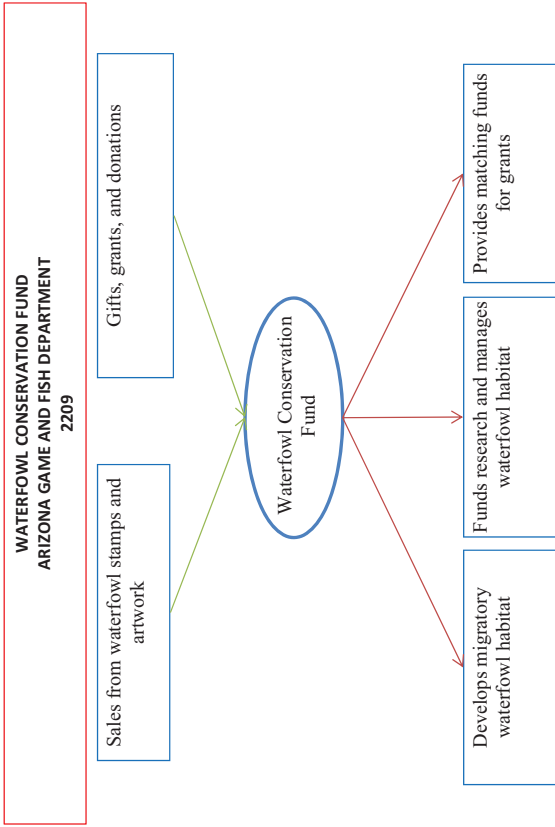 WATERFOWL CONSERVATION FUND
ARIZONA GAME AND FISH DEPARTMENT
2209
Sales from waterfowl stamps and
artwork
Gifts, grants, and donations
Waterfowl Conservation
Fund
Develops migratory
waterfowl habitat
Funds research and manages
waterfowl habitat
Provides matching funds
for grants